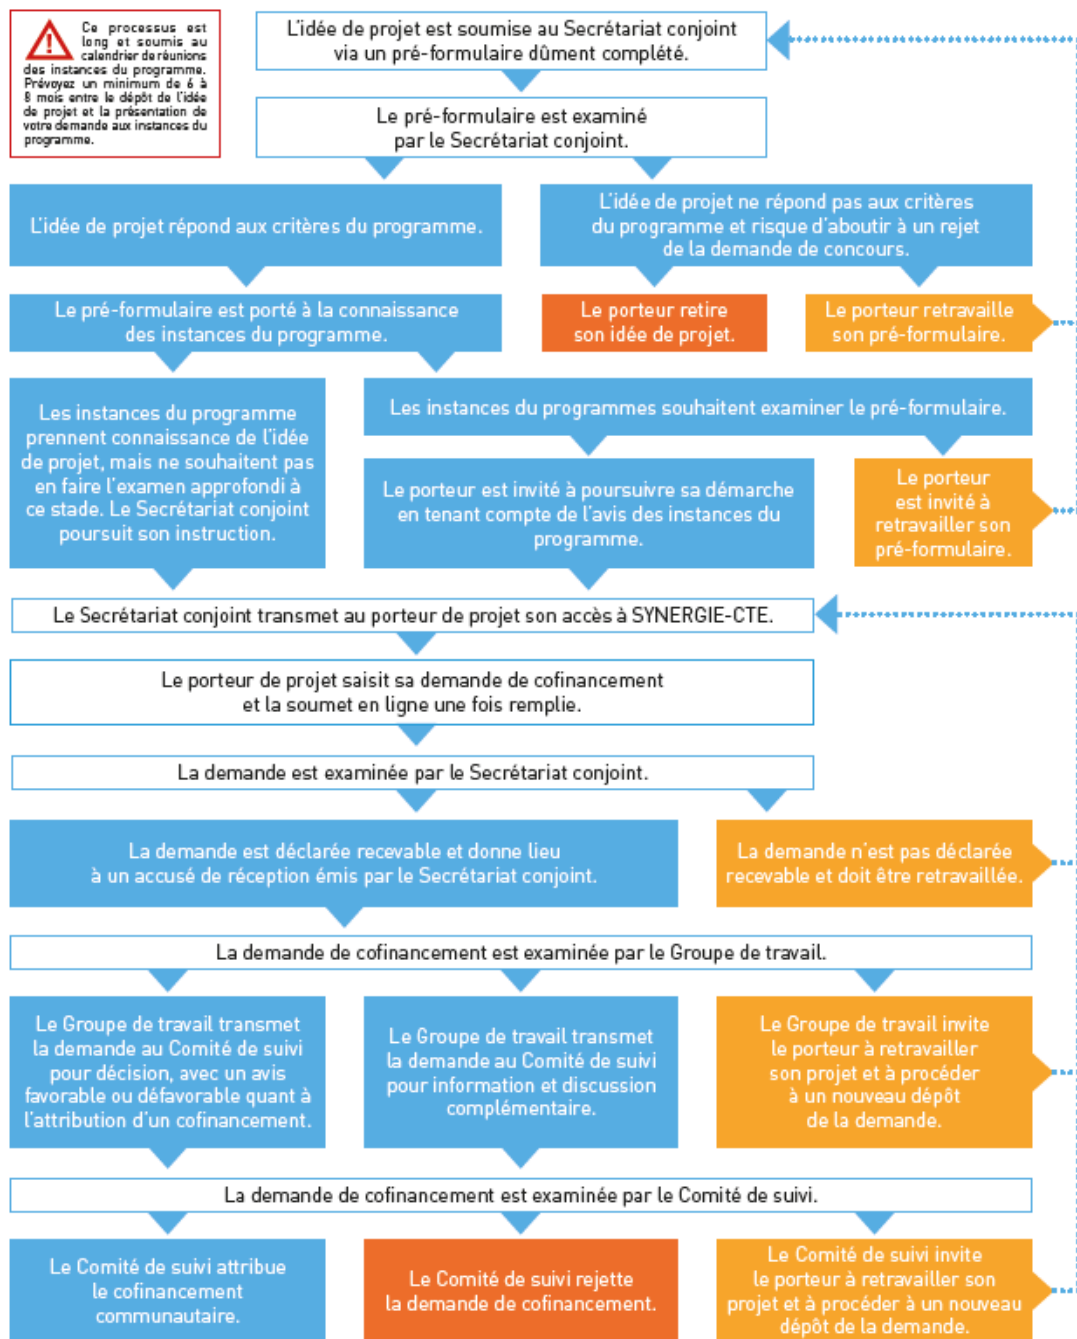 Ce processus est
long et soumis au
calendrier de réunions
des instances du programme.
Prévoyez un minimum de 6 à
8 mois entre le dépôt de l'idée
de projet et la présentation de
votre demande aux instances du
programme.
L'idée de projet est soumise au Secrétariat conjoint
via un pré-formulaire dûment complété.
Le pré-formulaire est examiné
par le Secrétariat conjoint.
L'idée de projet répond aux critères du programme.
L'idée de projet ne répond pas aux critères
du programme et risque d'aboutir à un rejet
de la demande de concours.
Le pré-formulaire est porté à la connaissance
des instances du programme.
Le porteur retire
son idée de projet.
Le porteur retravaille
son pré-formulaire.
Les instances du programme
prennent connaissance de l'idée
de projet, mais ne souhaitent pas
en faire l'examen approfondi à
ce stade. Le Secrétariat conjoint
poursuit son instruction.
Les instances du programmes souhaitent examiner le pré-formulaire.
Le porteur est invité à poursuivre sa démarche
en tenant compte de l'avis des instances du
programme.
Le porteur
est invité à
retravailler son
pré-formulaire.
Le Secrétariat conjoint transmet au porteur de projet son accès à SYNERGIE-CTE.
Le porteur de projet saisit sa demande de cofinancement
et la soumet en ligne une fois remplie.
La demande est examinée par le Secrétariat conjoint.
La demande est déclarée recevable et donne lieu
à un accusé de réception émis par le Secrétariat conjoint.
La demande n'est pas déclarée
recevable et doit être retravaillée.
La demande de cofinancement est examinée par le Groupe de travail.
Le Groupe de travail transmet
la demande au Comité de suivi
pour décision, avec un avis
favorable ou défavorable quant à
l'attribution d'un cofinancement.
Le Groupe de travail transmet
la demande au Comité de suivi
pour information et discussion
complémentaire.
Le Groupe de travail invite
le porteur à retravailler
son projet et à procéder
à un nouveau dépôt
de la demande.
La demande de cofinancement est examinée par le Comité de suivi.
Le Comité de suivi attribue
le cofinancement
communautaire.
Le Comité de suivi rejette
la demande de cofinancement.
Le Comité de suivi invite
le porteur à retravailler son
projet et à procéder à un nouveau
dépôt de la demande.